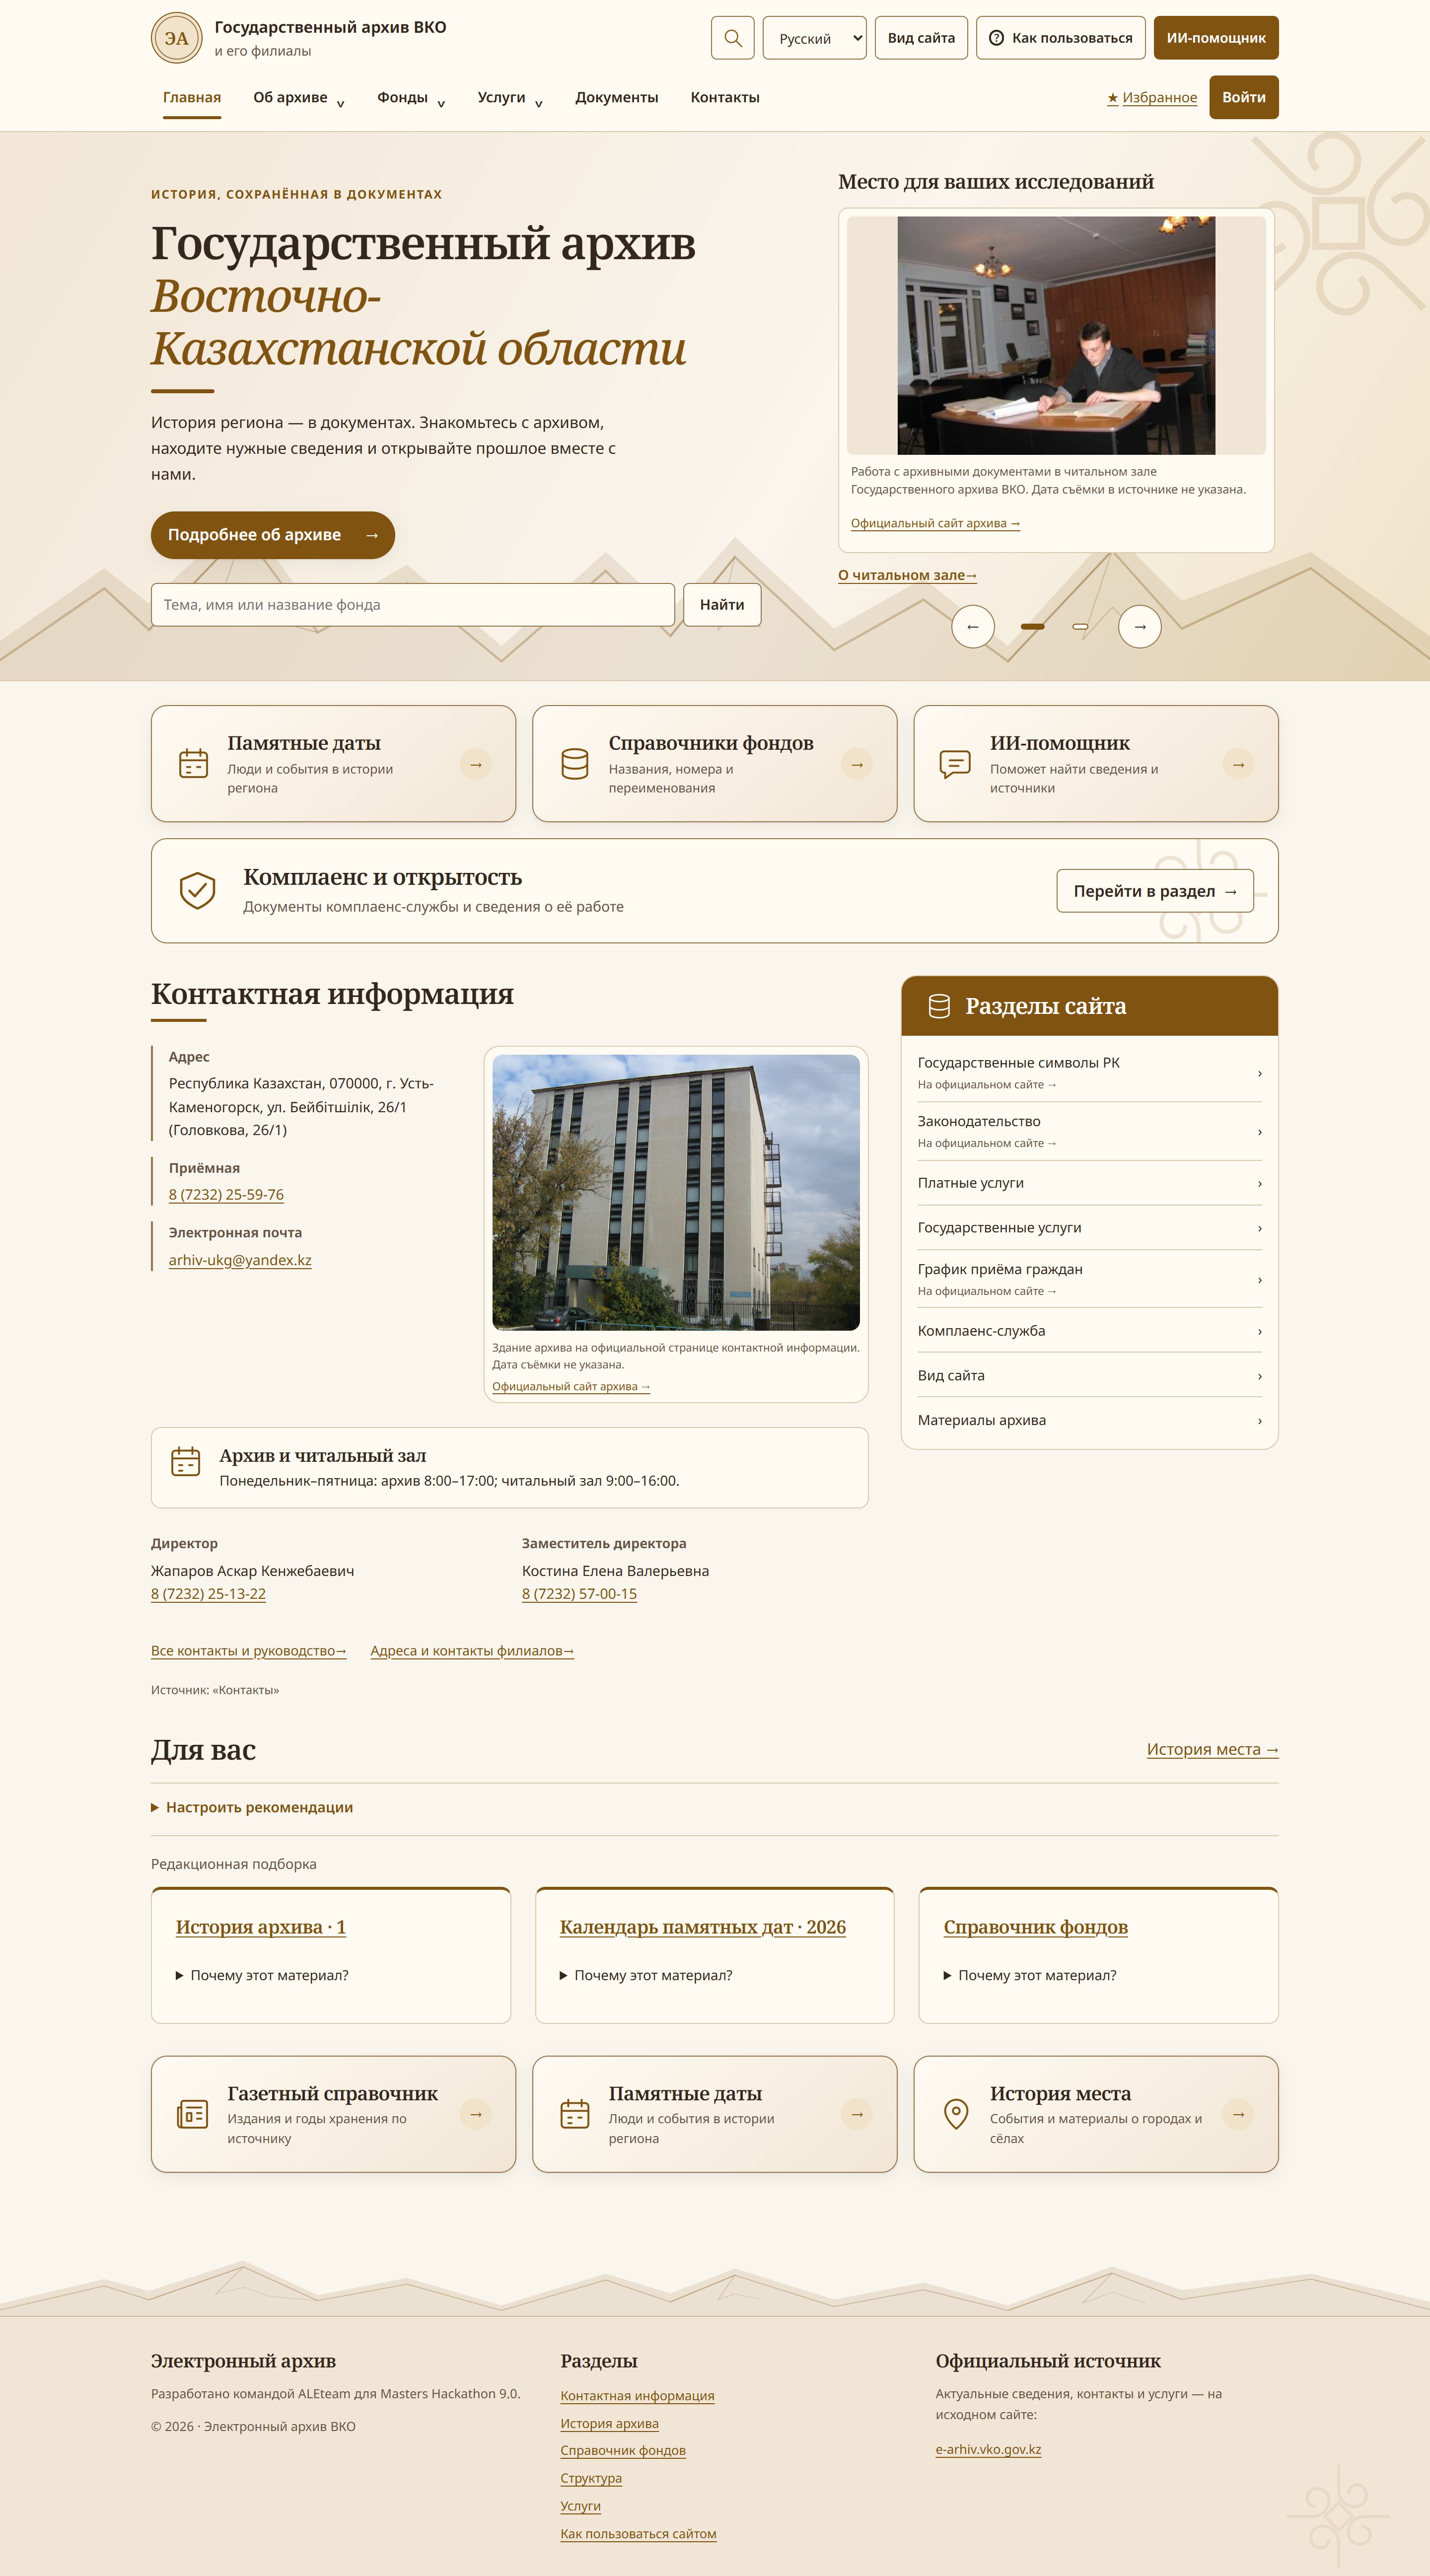 ЭА
Государственный архив ВКО
и его филиалы
Русский
Вид сайта
? Как пользоваться
ИИ-помощник
Главная
Об архиве
Фонды
Услуги
Документы
Контакты
★ Избранное
Войти
ИСТОРИЯ, СОХРАНЁННАЯ В ДОКУМЕНТАХ
Государственный архив
Восточно-
Казахстанской области
История региона — в документах. Знакомьтесь с архивом,
находите нужные сведения и открывайте прошлое вместе с
нами.
Подробнее об архиве →
Тема, имя или название фонда
Найти
Место для ваших исследований
Работа с архивными документами в читальном зале
Государственного архива ВКО. Дата съёмки в источнике не указана.
Официальный сайт архива →
О читальном зале→
← →
Памятные даты
Люди и события в истории
региона
→
Справочники фондов
Названия, номера и
переименования
→
ИИ-помощник
Поможет найти сведения и
источники
→
Комплаенс и открытость
Документы комплаенс-службы и сведения о её работе
Перейти в раздел →
Контактная информация
Адрес
Республика Казахстан, 070000, г. Усть-
Каменогорск, ул. Бейбітшілік, 26/1
(Головкова, 26/1)
Приёмная
8 (7232) 25-59-76
Электронная почта
arhiv-ukg@yandex.kz
Здание архива на официальной странице контактной информации.
Дата съёмки не указана.
Официальный сайт архива →
Архив и читальный зал
Понедельник–пятница: архив 8:00–17:00; читальный зал 9:00–16:00.
Директор
Жапаров Аскар Кенжебаевич
8 (7232) 25-13-22
Заместитель директора
Костина Елена Валерьевна
8 (7232) 57-00-15
Все контакты и руководство→
Адреса и контакты филиалов→
Источник: «Контакты»
Разделы сайта
Государственные символы РК
На официальном сайте →
›
Законодательство
На официальном сайте →
›
Платные услуги ›
Государственные услуги ›
График приёма граждан
На официальном сайте →
›
Комплаенс-служба ›
Вид сайта ›
Материалы архива ›
Для вас
История места →
▶ Настроить рекомендации
Редакционная подборка
История архива · 1
▶ Почему этот материал?
Календарь памятных дат · 2026
▶ Почему этот материал?
Справочник фондов
▶ Почему этот материал?
Газетный справочник
Издания и годы хранения по
источнику
→
Памятные даты
Люди и события в истории
региона
→
История места
События и материалы о городах и
сёлах
→
Электронный архив
Разработано командой ALEteam для Masters Hackathon 9.0.
© 2026 · Электронный архив ВКО
Разделы
Контактная информация
История архива
Справочник фондов
Структура
Услуги
Как пользоваться сайтом
Официальный источник
Актуальные сведения, контакты и услуги — на
исходном сайте:
e-arhiv.vko.gov.kz